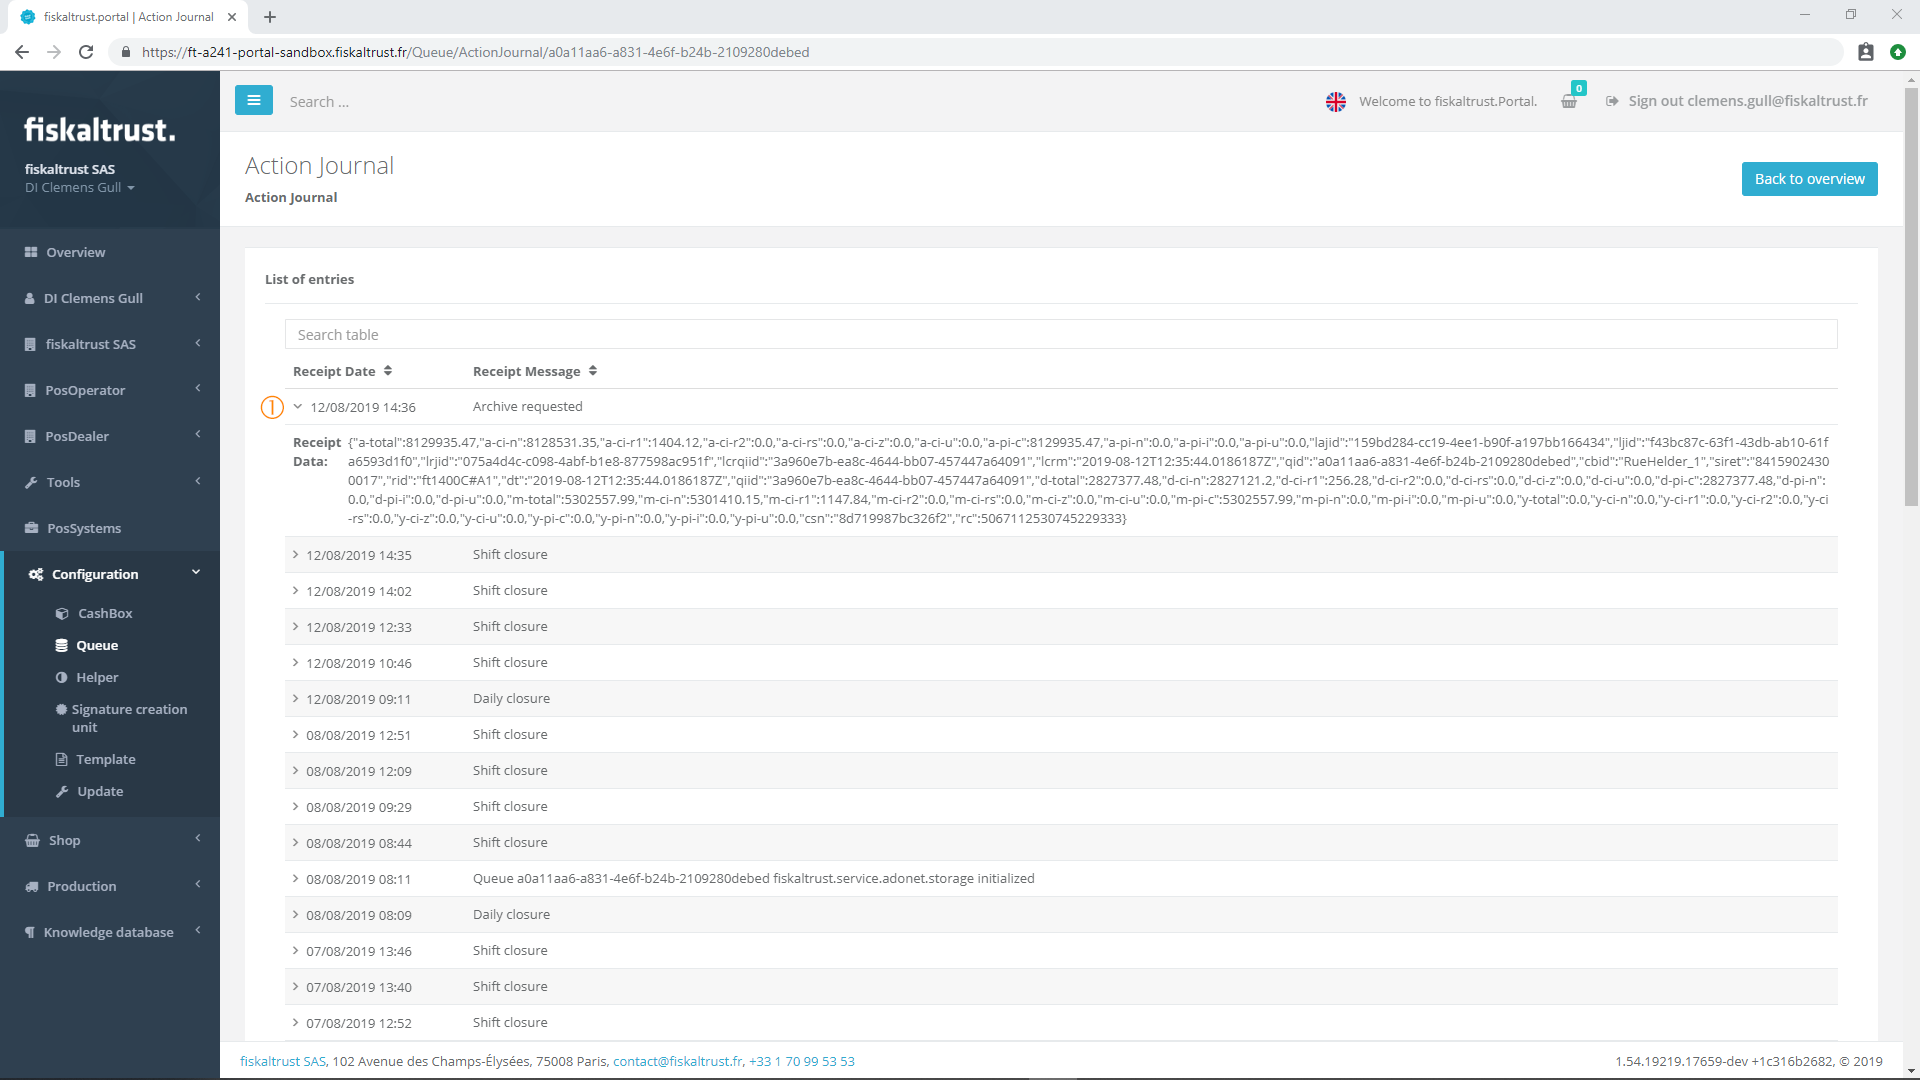 fiskaltrust.portal | Action Journal
https://ft-a241-portal-sandbox.fiskaltrust.fr/Queue/ActionJournal/a0a11aa6-a831-4e6f-b24b-2109280debed
fiskaltrust.
fiskaltrust SAS
DI Clemens Gull
Overview
DI Clemens Gull
fiskaltrust SAS
PosOperator
PosDealer
Tools
PosSystems
Configuration
CashBox
Queue
Helper
Signature creation
unit
Template
Update
Shop
Production
Knowledge database
Search ...
Welcome to fiskaltrust.Portal.
0
Sign out clemens.gull@fiskaltrust.fr
Action Journal
Action Journal
Back to overview
List of entries
Search table
Receipt Date Receipt Message
1 12/08/2019 14:36 Archive requested
Receipt Data: {"a-total":8129935.47,"a-ci-n":8128531.35,"a-ci-r1":1404.12,"a-ci-r2":0.0,"a-ci-rs":0.0,"a-ci-z":0.0,"a-ci-u":0.0,"a-pi-c":8129935.47,"a-pi-n":0.0,"a-pi-i":0.0,"a-pi-u":0.0,"lajid":"159bd284-cc19-4ee1-b90f-a197bb166434","ljid":"f43bc87c-63f1-43db-ab10-61f
a6593d1f0","lrjid":"075a4d4c-c098-4abf-b1e8-877598ac951f","lcrqiid":"3a960e7b-ea8c-4644-bb07-457447a64091","lcrm":"2019-08-12T12:35:44.0186187Z","qid":"a0a11aa6-a831-4e6f-b24b-2109280debed","cbid":"RueHelder_1","siret":"8415902430
0017","rid":"ft1400C#A1","dt":"2019-08-12T12:35:44.0186187Z","qiid":"3a960e7b-ea8c-4644-bb07-457447a64091","d-total":2827377.48,"d-ci-n":2827121.2,"d-ci-r1":256.28,"d-ci-r2":0.0,"d-ci-rs":0.0,"d-ci-z":0.0,"d-ci-u":0.0,"d-pi-c":2827377.48,"d-pi-n":
0.0,"d-pi-i":0.0,"d-pi-u":0.0,"m-total":5302557.99,"m-ci-n":5301410.15,"m-ci-r1":1147.84,"m-ci-r2":0.0,"m-ci-rs":0.0,"m-ci-z":0.0,"m-ci-u":0.0,"m-pi-c":5302557.99,"m-pi-n":0.0,"m-pi-i":0.0,"m-pi-u":0.0,"y-total":0.0,"y-ci-n":0.0,"y-ci-r1":0.0,"y-ci-r2":0.0,"y-ci
-rs":0.0,"y-ci-z":0.0,"y-ci-u":0.0,"y-pi-c":0.0,"y-pi-n":0.0,"y-pi-i":0.0,"y-pi-u":0.0,"csn":"8d719987bc326f2","rc":5067112530745229333}
12/08/2019 14:35 Shift closure
12/08/2019 14:02 Shift closure
12/08/2019 12:33 Shift closure
12/08/2019 10:46 Shift closure
12/08/2019 09:11 Daily closure
08/08/2019 12:51 Shift closure
08/08/2019 12:09 Shift closure
08/08/2019 09:29 Shift closure
08/08/2019 08:44 Shift closure
08/08/2019 08:11 Queue a0a11aa6-a831-4e6f-b24b-2109280debed fiskaltrust.service.adonet.storage initialized
08/08/2019 08:09 Daily closure
07/08/2019 13:46 Shift closure
07/08/2019 13:40 Shift closure
07/08/2019 12:52 Shift closure
fiskaltrust SAS, 102 Avenue des Champs-Élysées, 75008 Paris, contact@fiskaltrust.fr, +33 1 70 99 53 53
1.54.19219.17659-dev +1c316b2682, © 2019